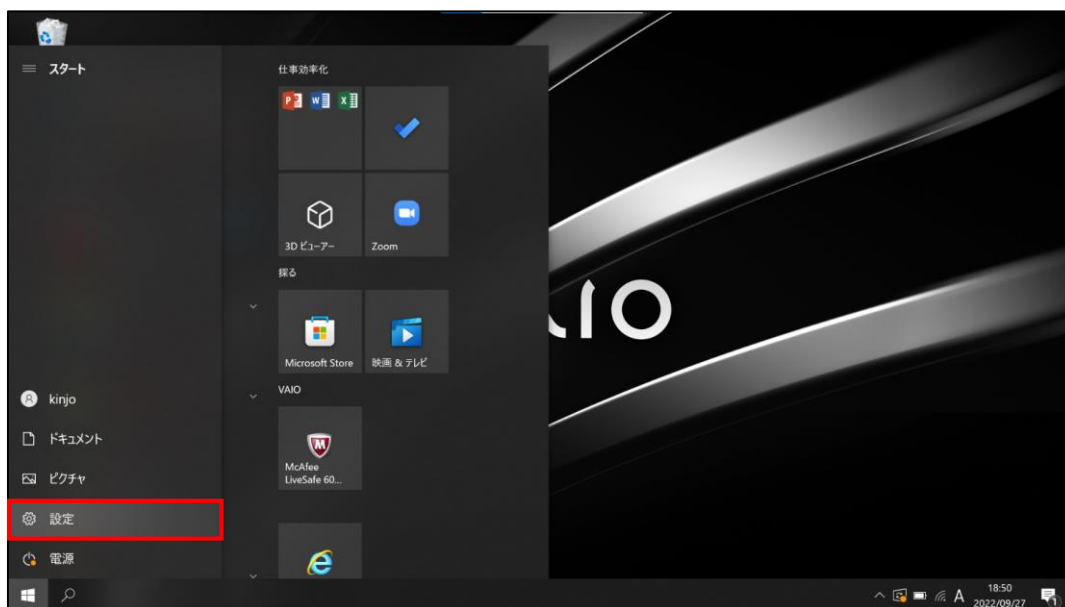 スタート
仕事効率化
3D ビューアー
Zoom
探る
Microsoft Store
映画 & テレビ
VAIO
McAfee
LiveSafe 60...
kinjo
ドキュメント
ピクチャ
設定
電源
IO
A
18:50
2022/09/27
1